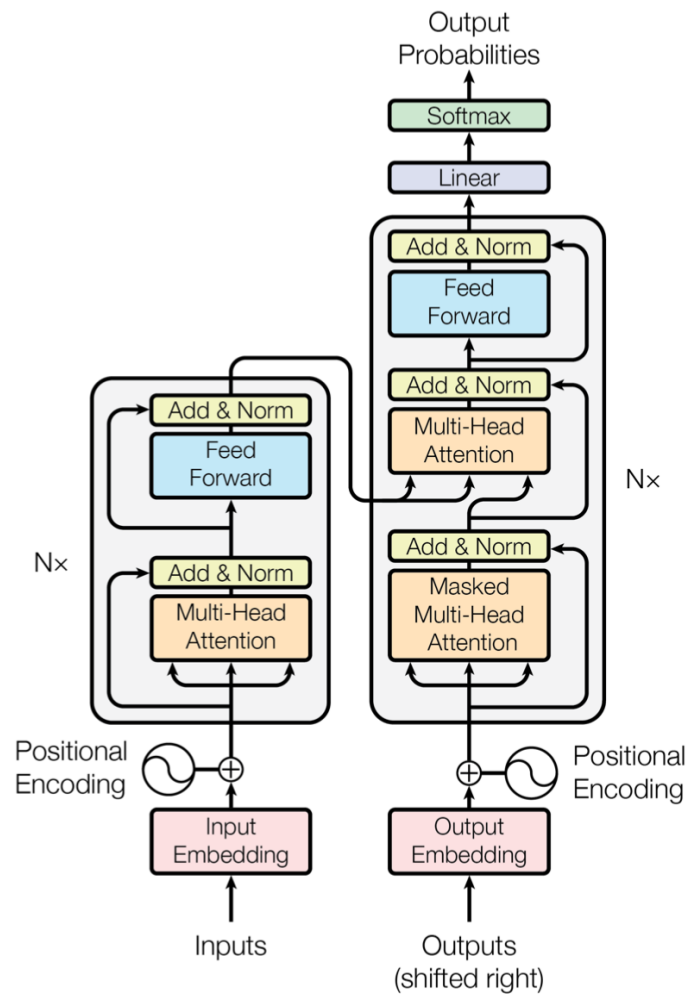 Output
Probabilities
Softmax
Linear
Add & Norm
Feed
Forward
Add & Norm
Multi-Head
Attention
Nx
Add & Norm
Masked
Multi-Head
Attention
Add & Norm
Feed
Forward
Nx
Add & Norm
Multi-Head
Attention
Positional
Encoding
Positional
Encoding
Input
Embedding
Output
Embedding
Inputs
Outputs
(shifted right)